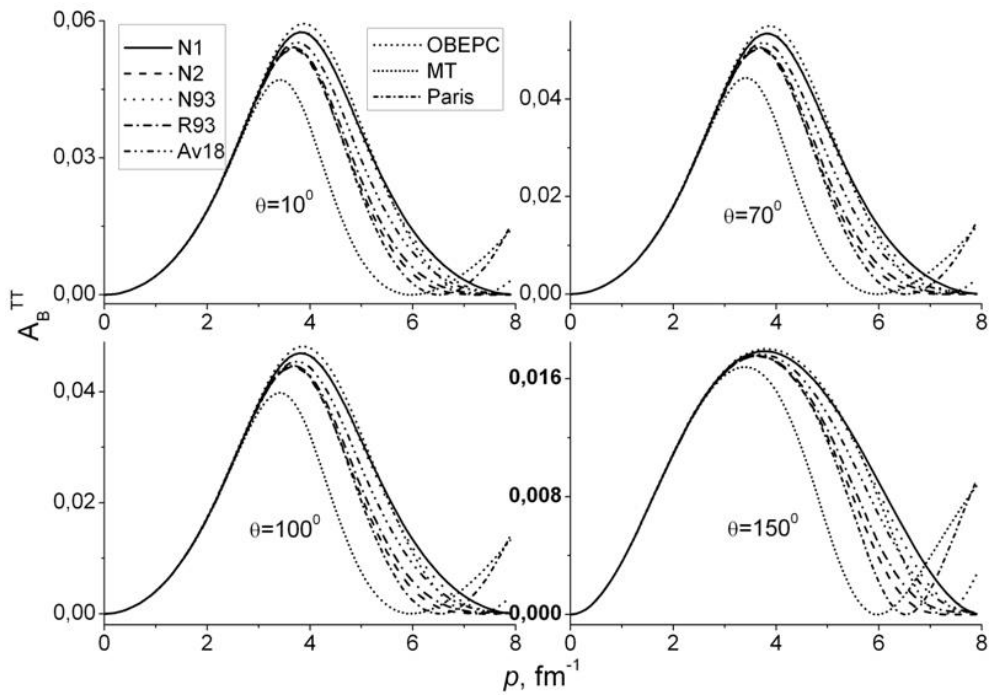 0,06
0,03
0,00
N1
N2
N93
R93
Av18
θ=10⁰
0 2 4 6 8
OBEPC
MT
Paris
0,04
0,02
0,00
θ=70⁰
0 2 4 6 8
A_B^TT
0,04
0,02
0,00
θ=100⁰
0 2 4 6 8
0,016
0,008
0,000
θ=150⁰
0 2 4 6 8
p, fm⁻¹